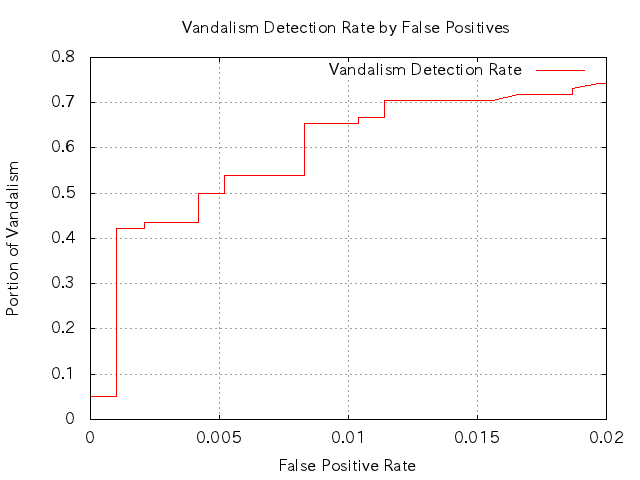 Vandalism Detection Rate by False Positives
Vandalism Detection Rate
0.8
0.7
0.6
0.5
0.4
0.3
0.2
0.1
0
Portion of Vandalism
0 0.005 0.01 0.015 0.02
False Positive Rate